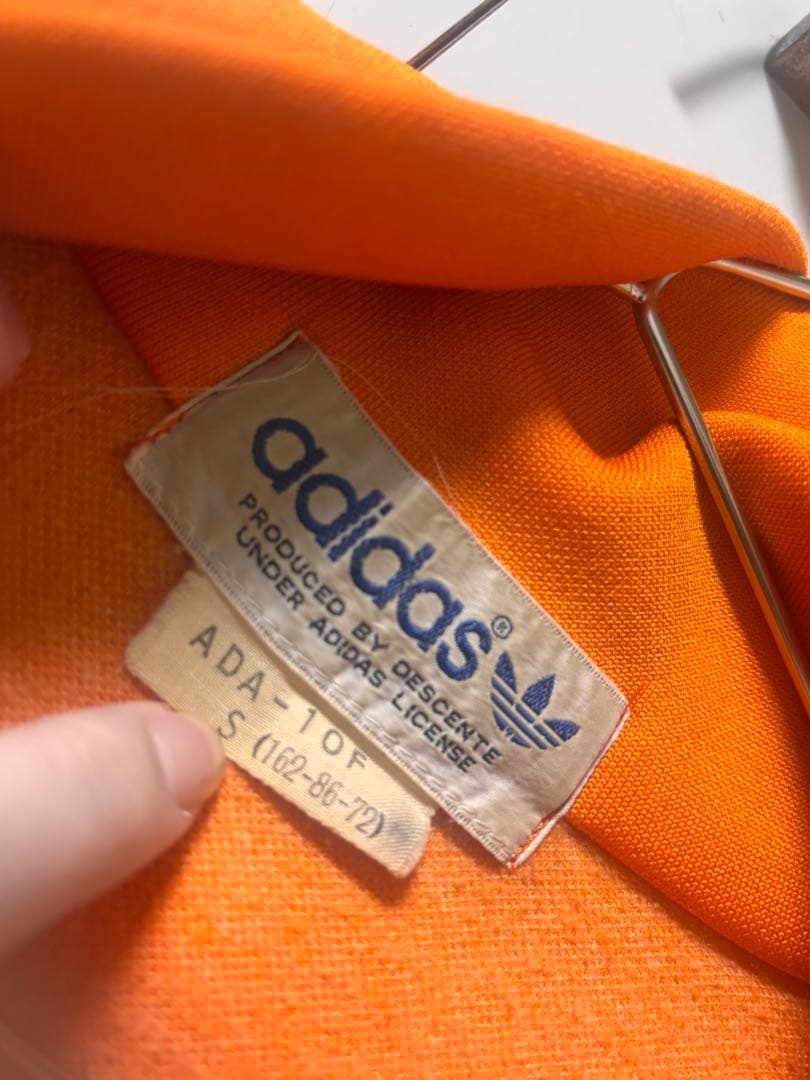 adidas®
PRODUCED BY DESCENTE
UNDER ADIDAS LICENSE
ADA-10F
S (162-86-72)